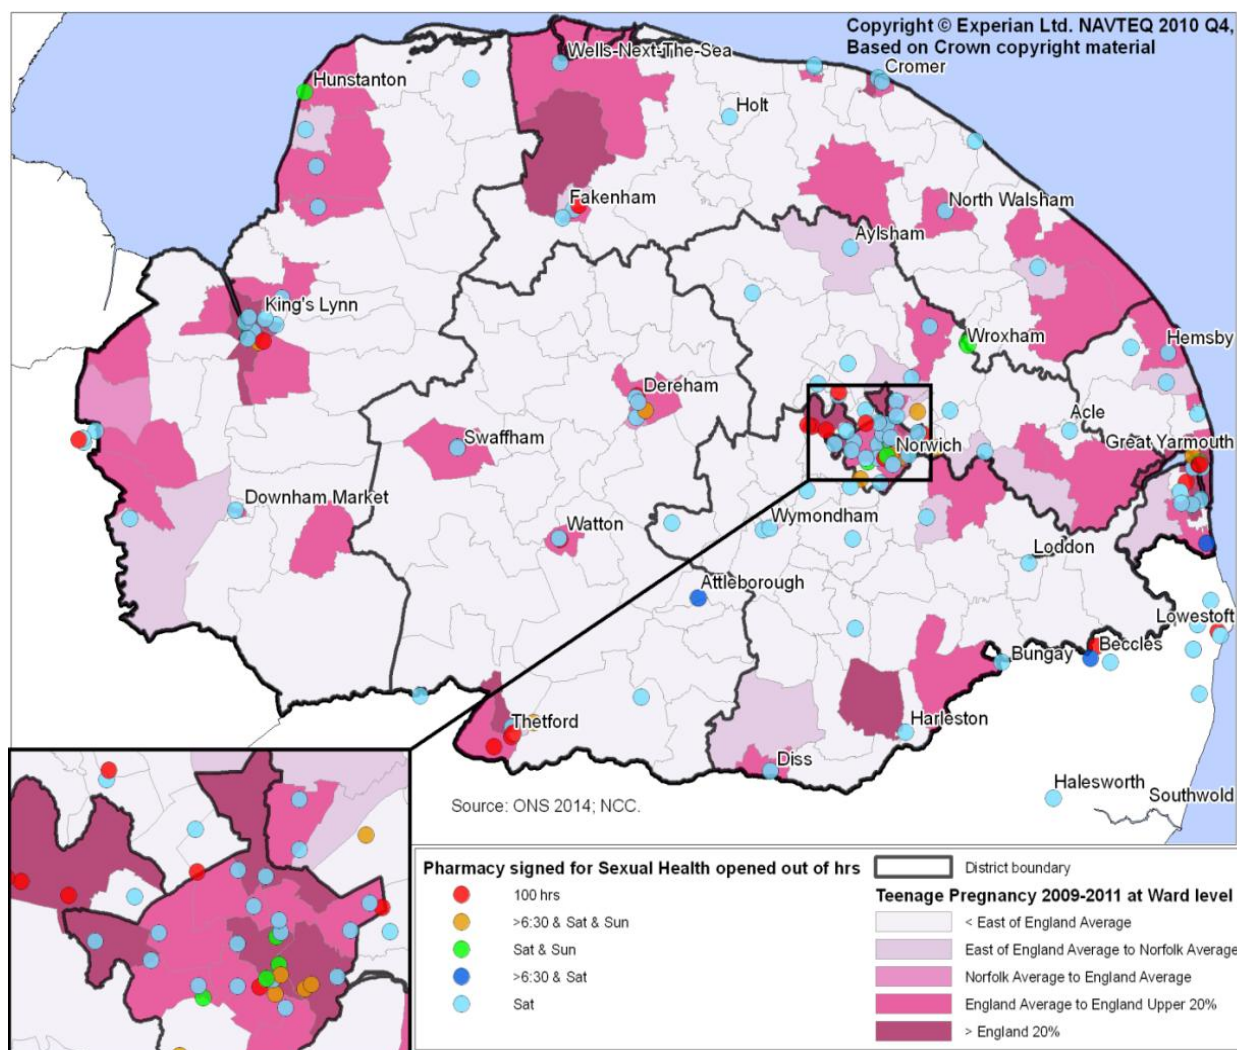 Copyright © Experian Ltd. NAVTEQ 2010 Q4,
Based on Crown copyright material
Wells-Next-The-Sea
Cromer
Hunstanton
Holt
Fakenham
North Walsham
Aylsham
King's Lynn
Wroxham
Hemsby
Dereham
Acle
Swaffham
Norwich
Great Yarmouth
Downham Market
Watton
Wymondham
Loddon
Attleborough
Lowestoft
Bungay
Beccles
Thetford
Harleston
Diss
Halesworth
Southwold
Source: ONS 2014; NCC.
Pharmacy signed for Sexual Health opened out of hrs
100 hrs
>6:30 & Sat & Sun
Sat & Sun
>6:30 & Sat
Sat
District boundary
Teenage Pregnancy 2009-2011 at Ward level
< East of England Average
East of England Average to Norfolk Average
Norfolk Average to England Average
England Average to England Upper 20%
> England 20%